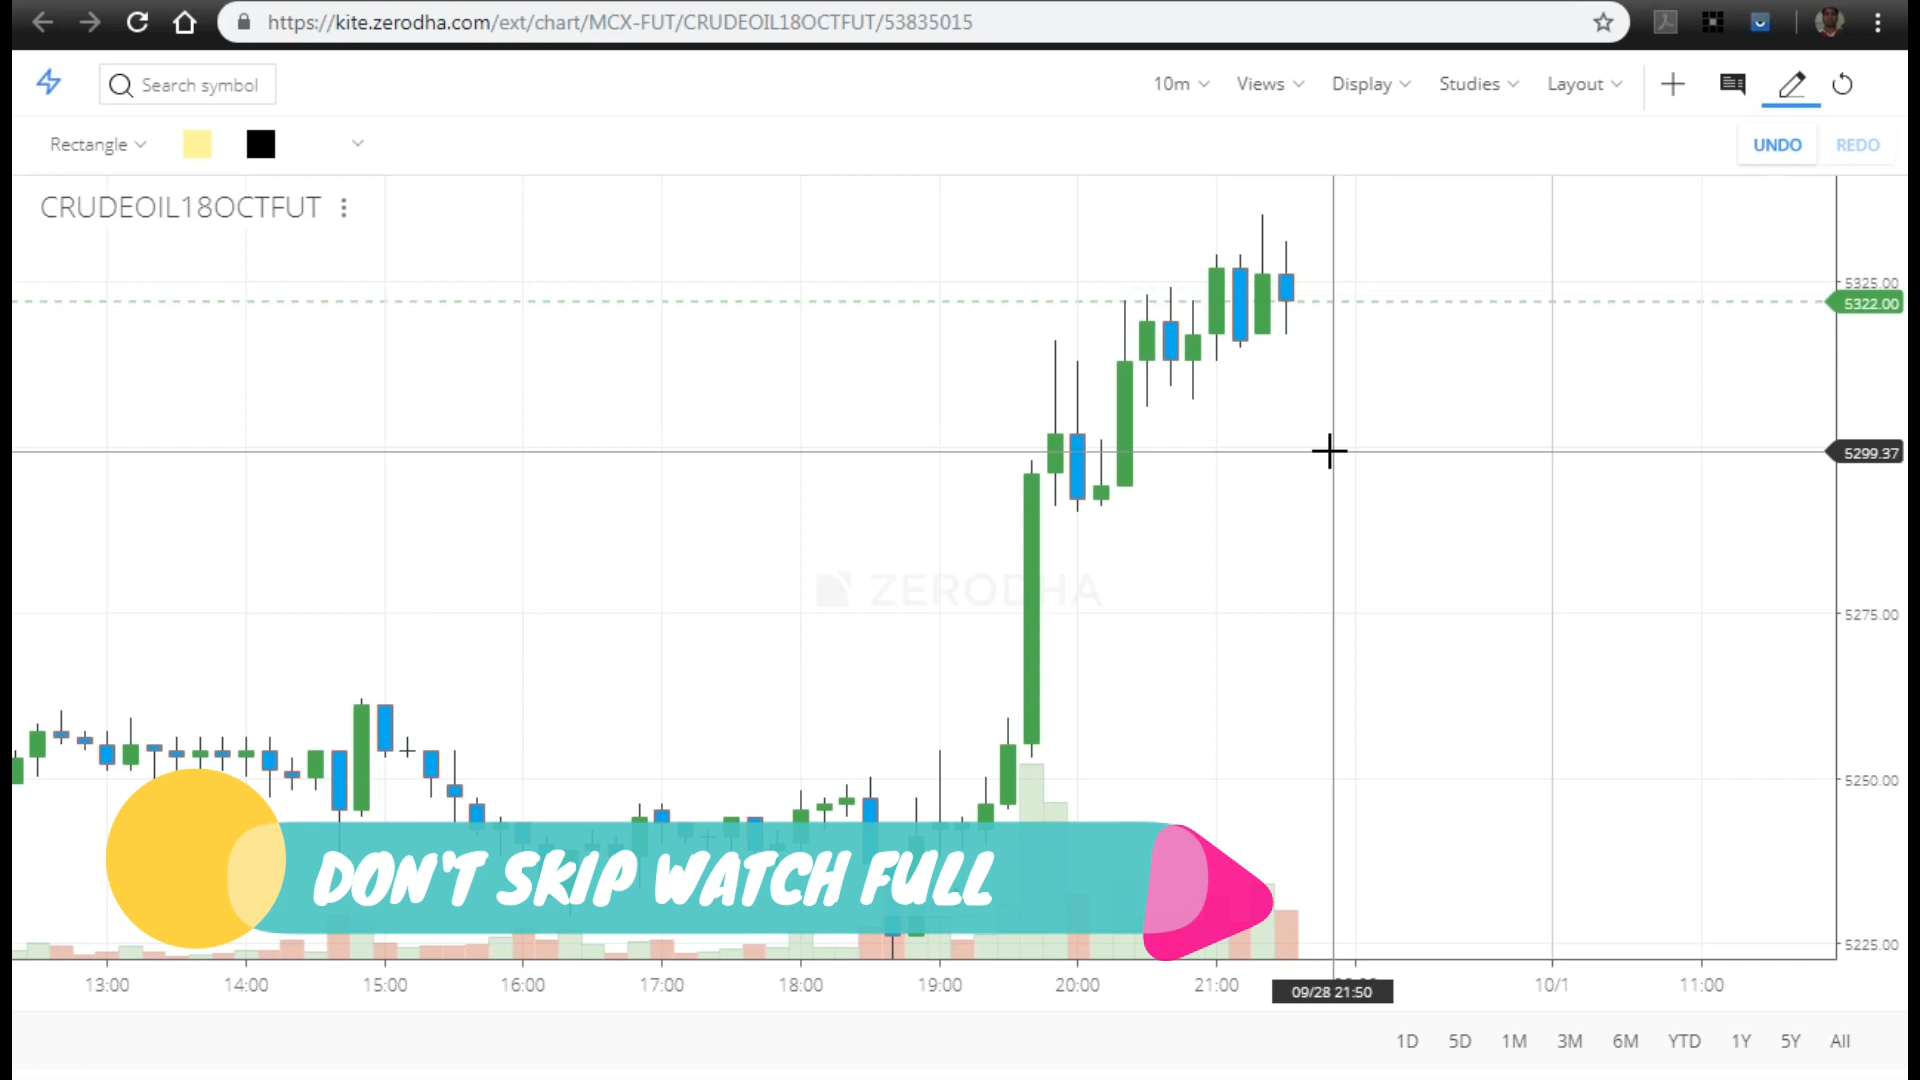 https://kite.zerodha.com/ext/chart/MCX-FUT/CRUDEOIL18OCTFUT/53835015
Search symbol
10m
Views
Display
Studies
Layout
Rectangle
UNDO
REDO
CRUDEOIL18OCTFUT
5325.00
5322.00
5299.37
ZERODHA
5275.00
5250.00
DON'T SKIP WATCH FULL
5225.00
13:00 14:00 15:00 16:00 17:00 18:00 19:00 20:00 21:00 09/28 21:50 10/1 11:00
1D 5D 1M 3M 6M YTD 1Y 5Y All